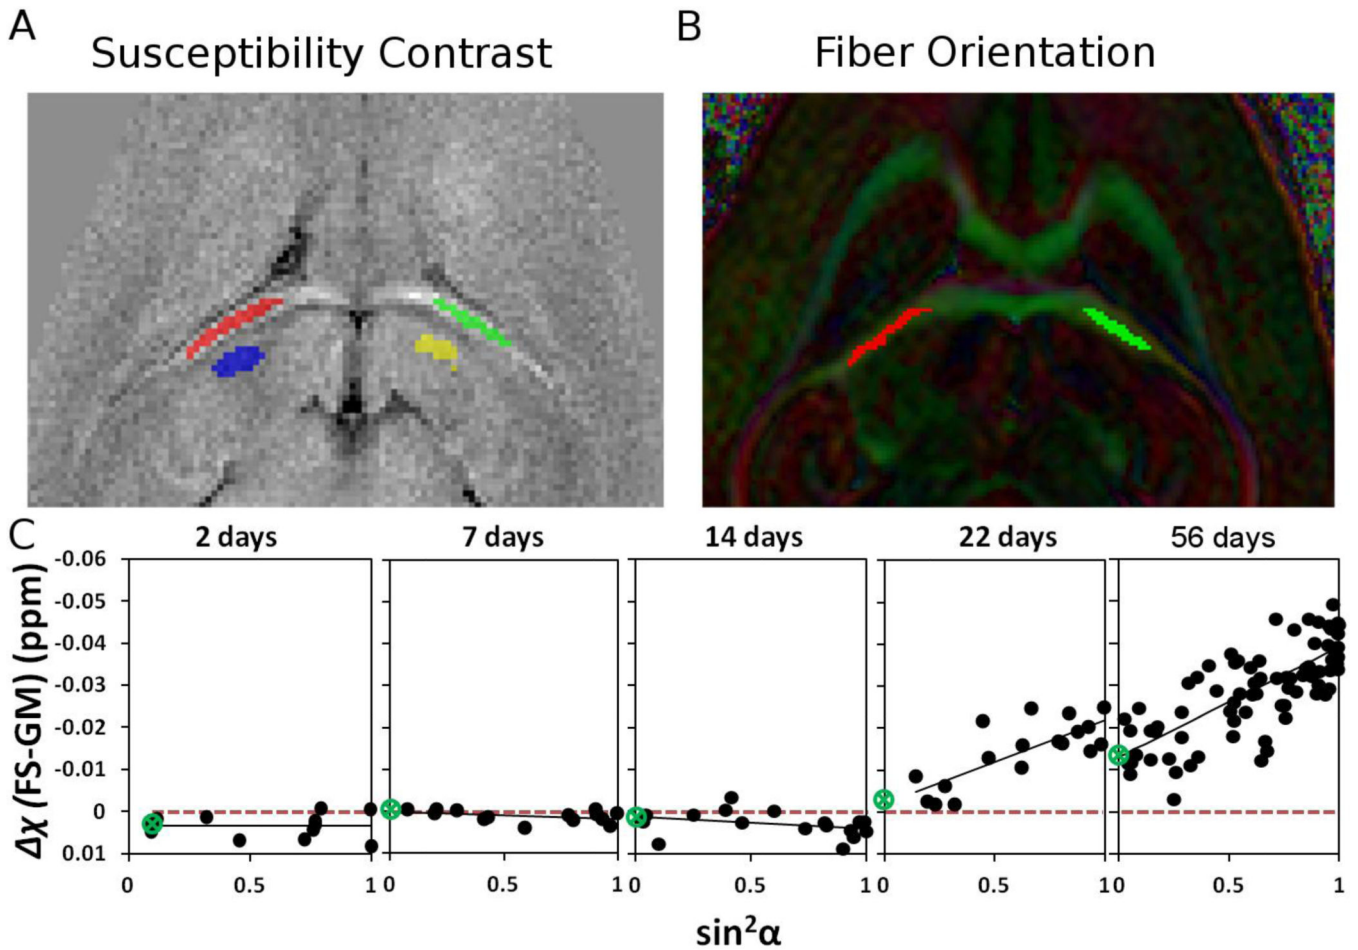 A
Susceptibility Contrast
B
Fiber Orientation
C
2 days 7 days 14 days 22 days 56 days
Δχ (FS-GM) (ppm)
-0.06
-0.05
-0.04
-0.03
-0.02
-0.01
0
0.01
0 0.5 1 0 0.5 1 0 0.5 1 0 0.5 1 0 0.5 1
sin²α